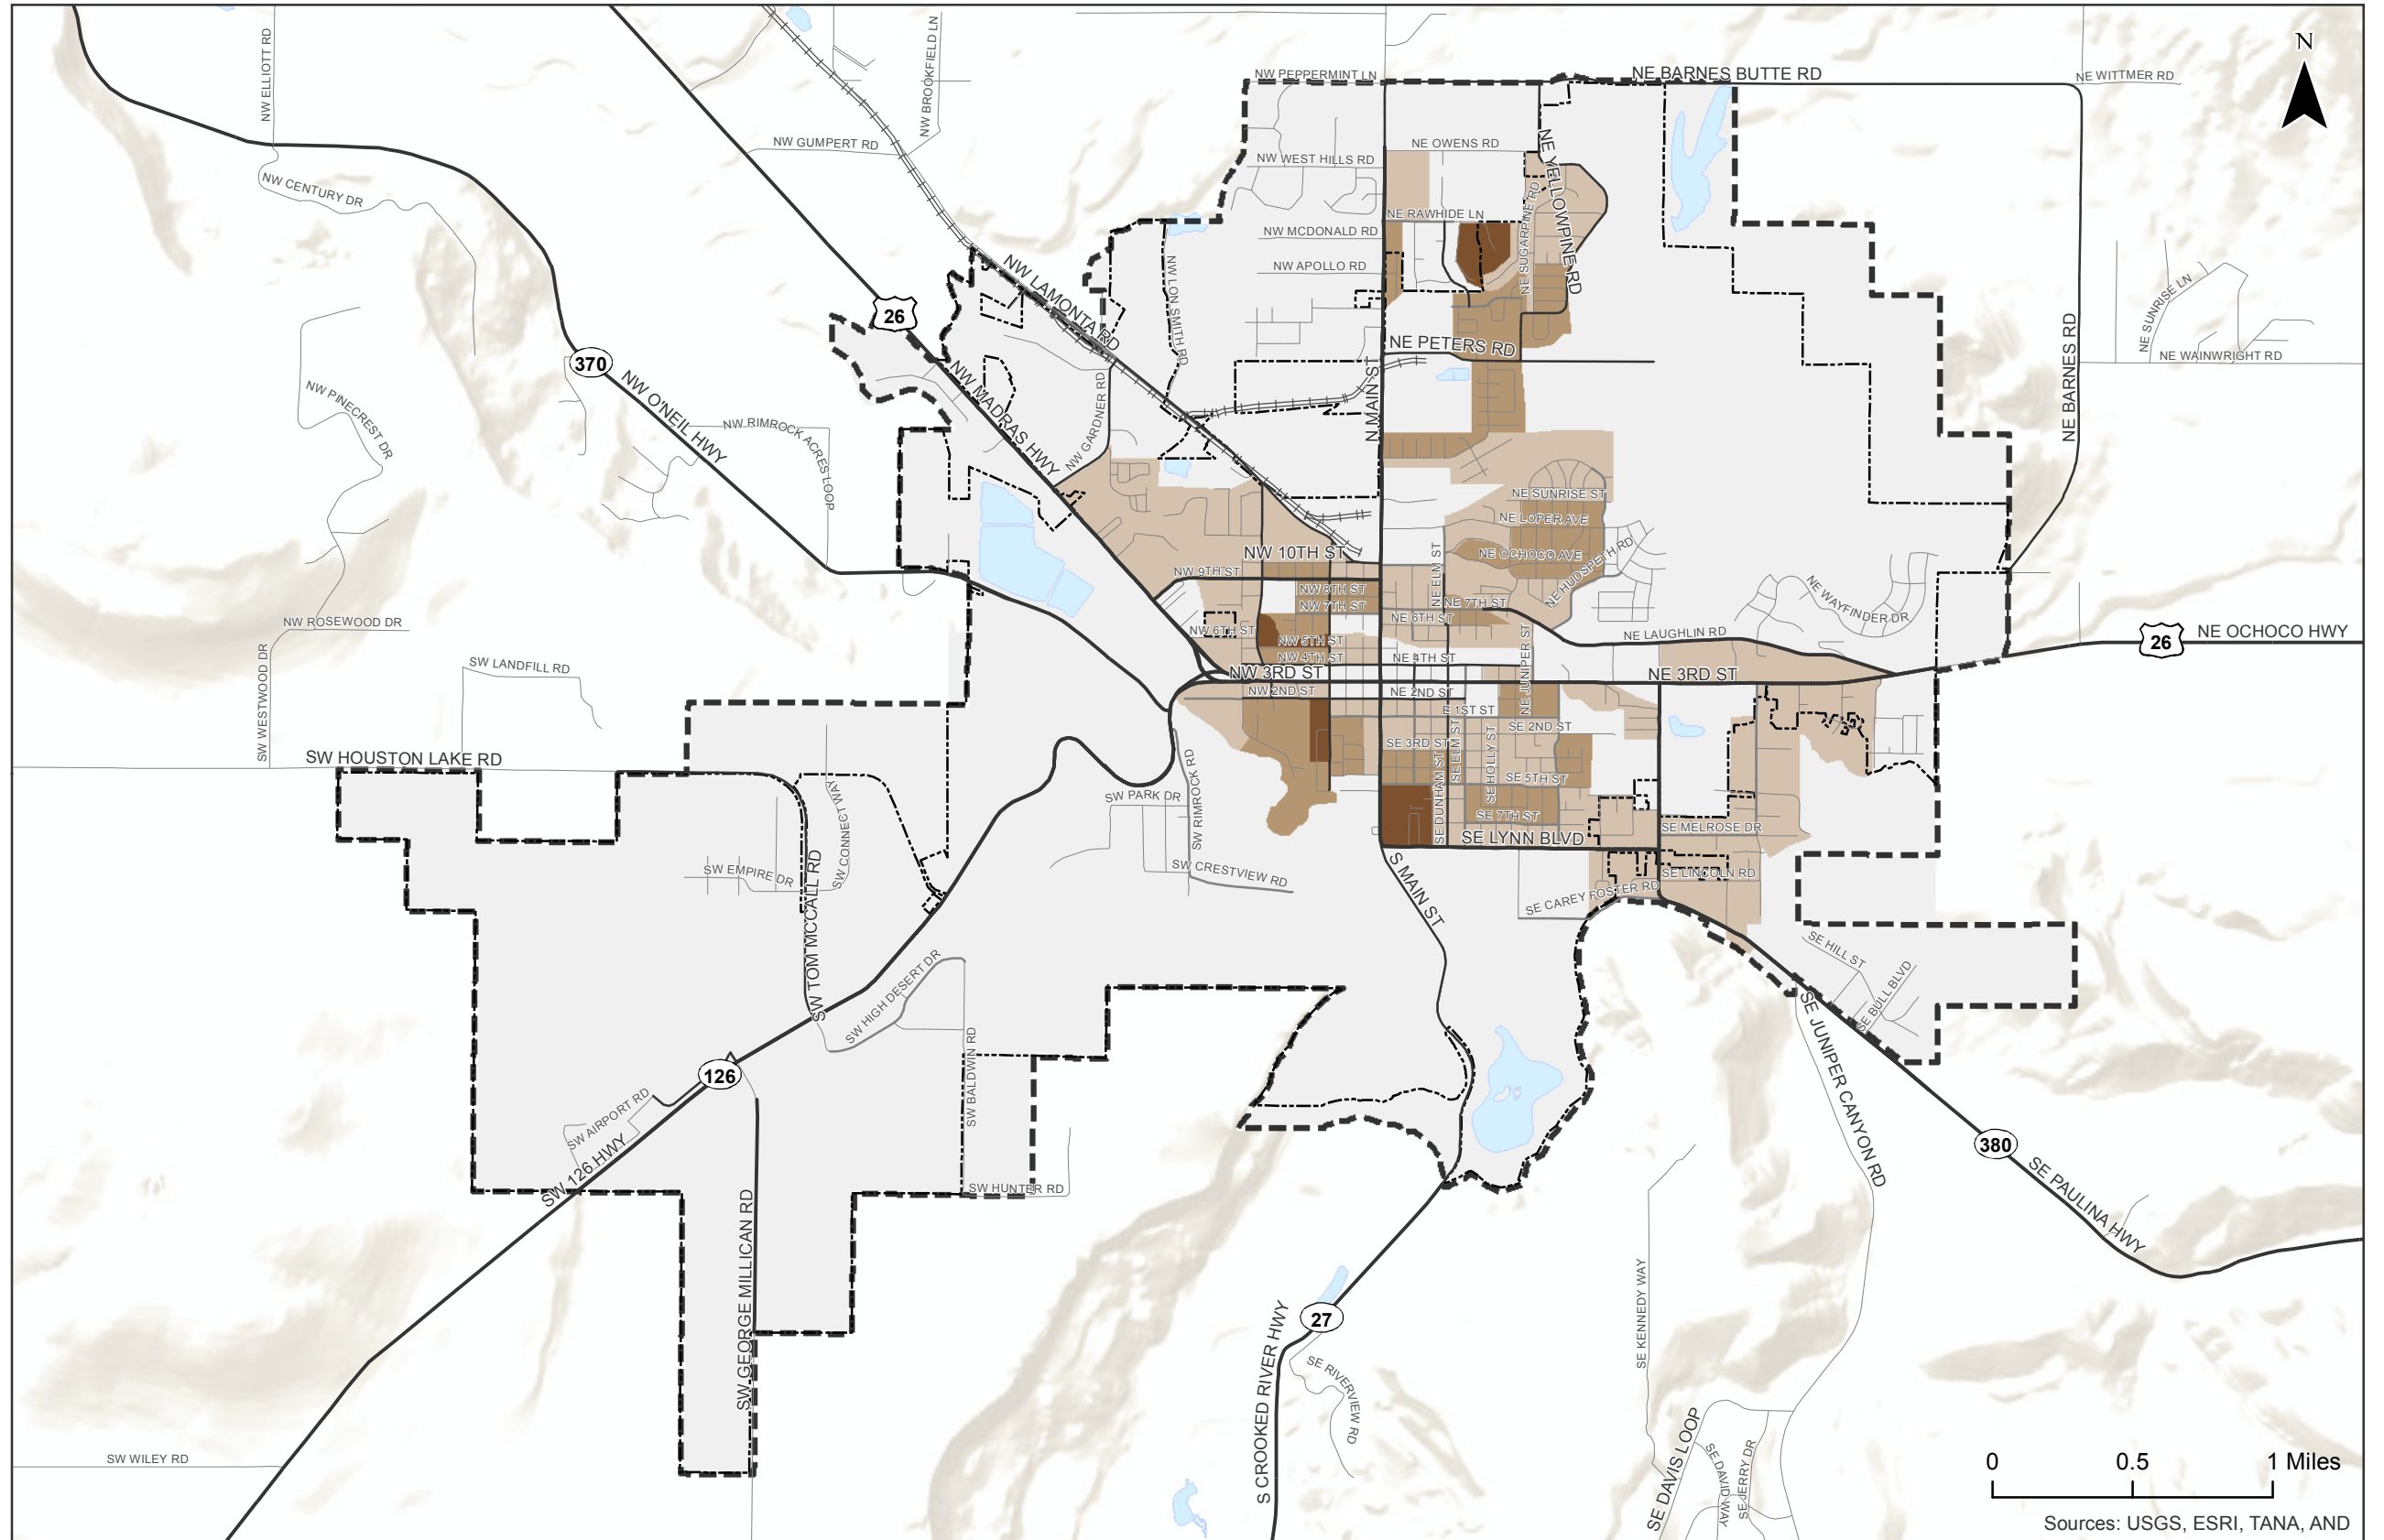 NW ELLIOTT RD
NW BROOKFIELD LN
N
NW PEPPERMINT LN
NE BARNES BUTTE RD
NE WITTMER RD
NW GUMPERT RD
NE OWENS RD
NW WEST HILLS RD
NE YELLOWPINE RD
NW CENTURY DR
NE SUGARPINE RD
NE RAWHIDE LN
NW MCDONALD RD
NW APOLLO RD
NW LAMONTA RD
NW LON SMITH RD
26
NE SUNRISE LN
NE BARNES RD
NE WAINWRIGHT RD
NE PETERS RD
370
NW O'NEIL HWY
NW MADRAS HWY
NW GARDNER RD
N MAIN ST
NW PINECREST DR
NW RIMROCK ACRES LOOP
NE SUNRISE ST
NE LOPER AVE
NE OCHOCO AVE
NE HUDSPETH RD
NW 10TH ST
NE ELM ST
NW 9TH ST
NW 8TH ST
NW 7TH ST
NE 7TH ST
NE 6TH ST
NE WAYFINDER DR
NW ROSEWOOD DR
NW 6TH ST
NW 5TH ST
NE LAUGHLIN RD
26
NE OCHOCO HWY
NE JUNIPER ST
NW 4TH ST
NE 4TH ST
SW WESTWOOD DR
SW LANDFILL RD
NW 3RD ST
NE 3RD ST
NW 2ND ST
NE 2ND ST
E 1ST ST
SE 2ND ST
SW HOUSTON LAKE RD
SE 3RD ST
SE ELM ST
SE HOLLY ST
SE DUNHAM ST
SE 5TH ST
SW RIMROCK RD
SW PARK DR
SW CONNECT WAY
SE 7TH ST
SE LYNN BLVD
SE MELROSE DR
SW EMPIRE DR
SW TOM MCCALL RD
SW CRESTVIEW RD
SE LINCOLN RD
SE CAREY FOSTER RD
S MAIN ST
SE HILL ST
SE BULL BLVD
SW HIGH DESERT DR
SE JUNIPER CANYON RD
126
SW BALDWIN RD
SW AIRPORT RD
SW 126 HWY
SW HUNTER RD
380
SE PAULINA HWY
SW GEORGE MILLICAN RD
SE KENNEDY WAY
S CROOKED RIVER HWY
27
SE RIVERVIEW RD
SE DAVIS LOOP
SE DAVID WAY
SE JERRY DR
SW WILEY RD
0 0.5 1 Miles
Sources: USGS, ESRI, TANA, AND